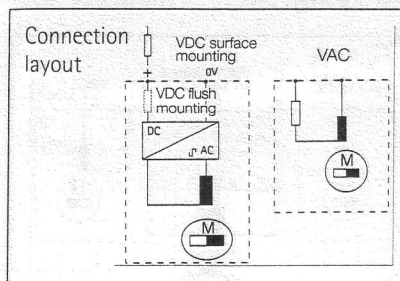 Connection
layout
VDC surface
mounting
+
0V
VDC flush
mounting
DC
AC
M
VAC
M